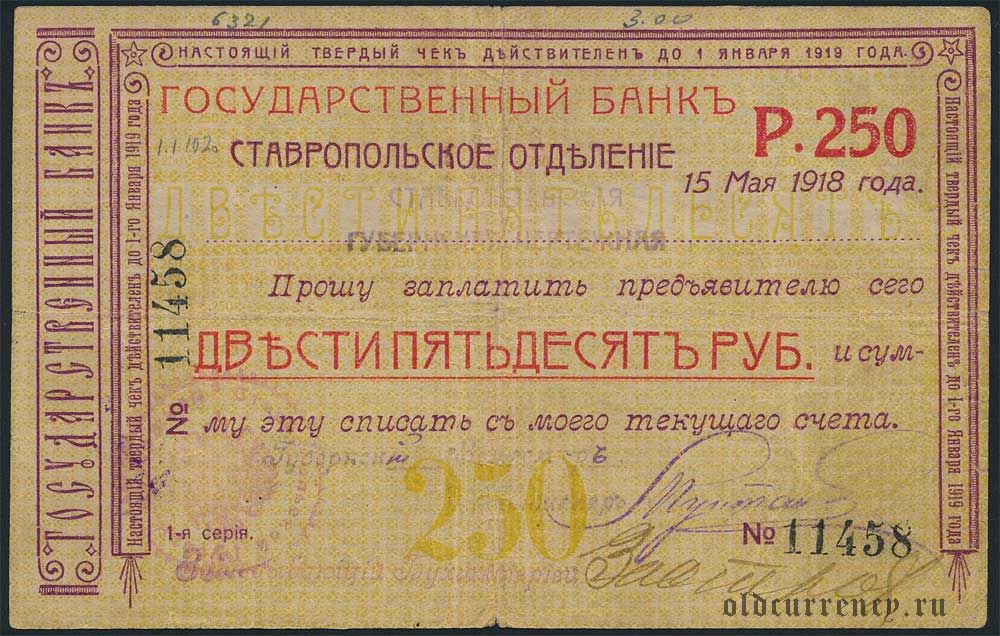 6321
3.00
НАСТОЯЩІЙ ТВЕРДЫЙ ЧЕКЪ ДѢЙСТВИТЕЛЕНЪ ДО 1 ЯНВАРЯ 1919 ГОДА.
ГОСУДАРСТВЕННЫЙ БАНКЪ
Настоящій твердый чекъ дѣйствителенъ до 1-го Января 1919 года
ГОСУДАРСТВЕННЫЙ БАНКЪ
Р. 250
СТАВРОПОЛЬСКОЕ ОТДѢЛЕНІЕ
15 Мая 1918 года.
ДВѢСТИ ПЯТЬДЕСЯТЪ
ГУБЕРНСКАЯ ЧЕРТЕЖНАЯ
Прошу заплатить предъявителю сего
ДВѢСТИ ПЯТЬДЕСЯТЪ РУБ. и сум-
му эту списать съ моего текущаго счета.
№ 11458
Губернскій
250
1-я серія.
№ 11458
Настоящій твердый чекъ дѣйствителенъ до 1-го Января 1919 года
oldcurrency.ru